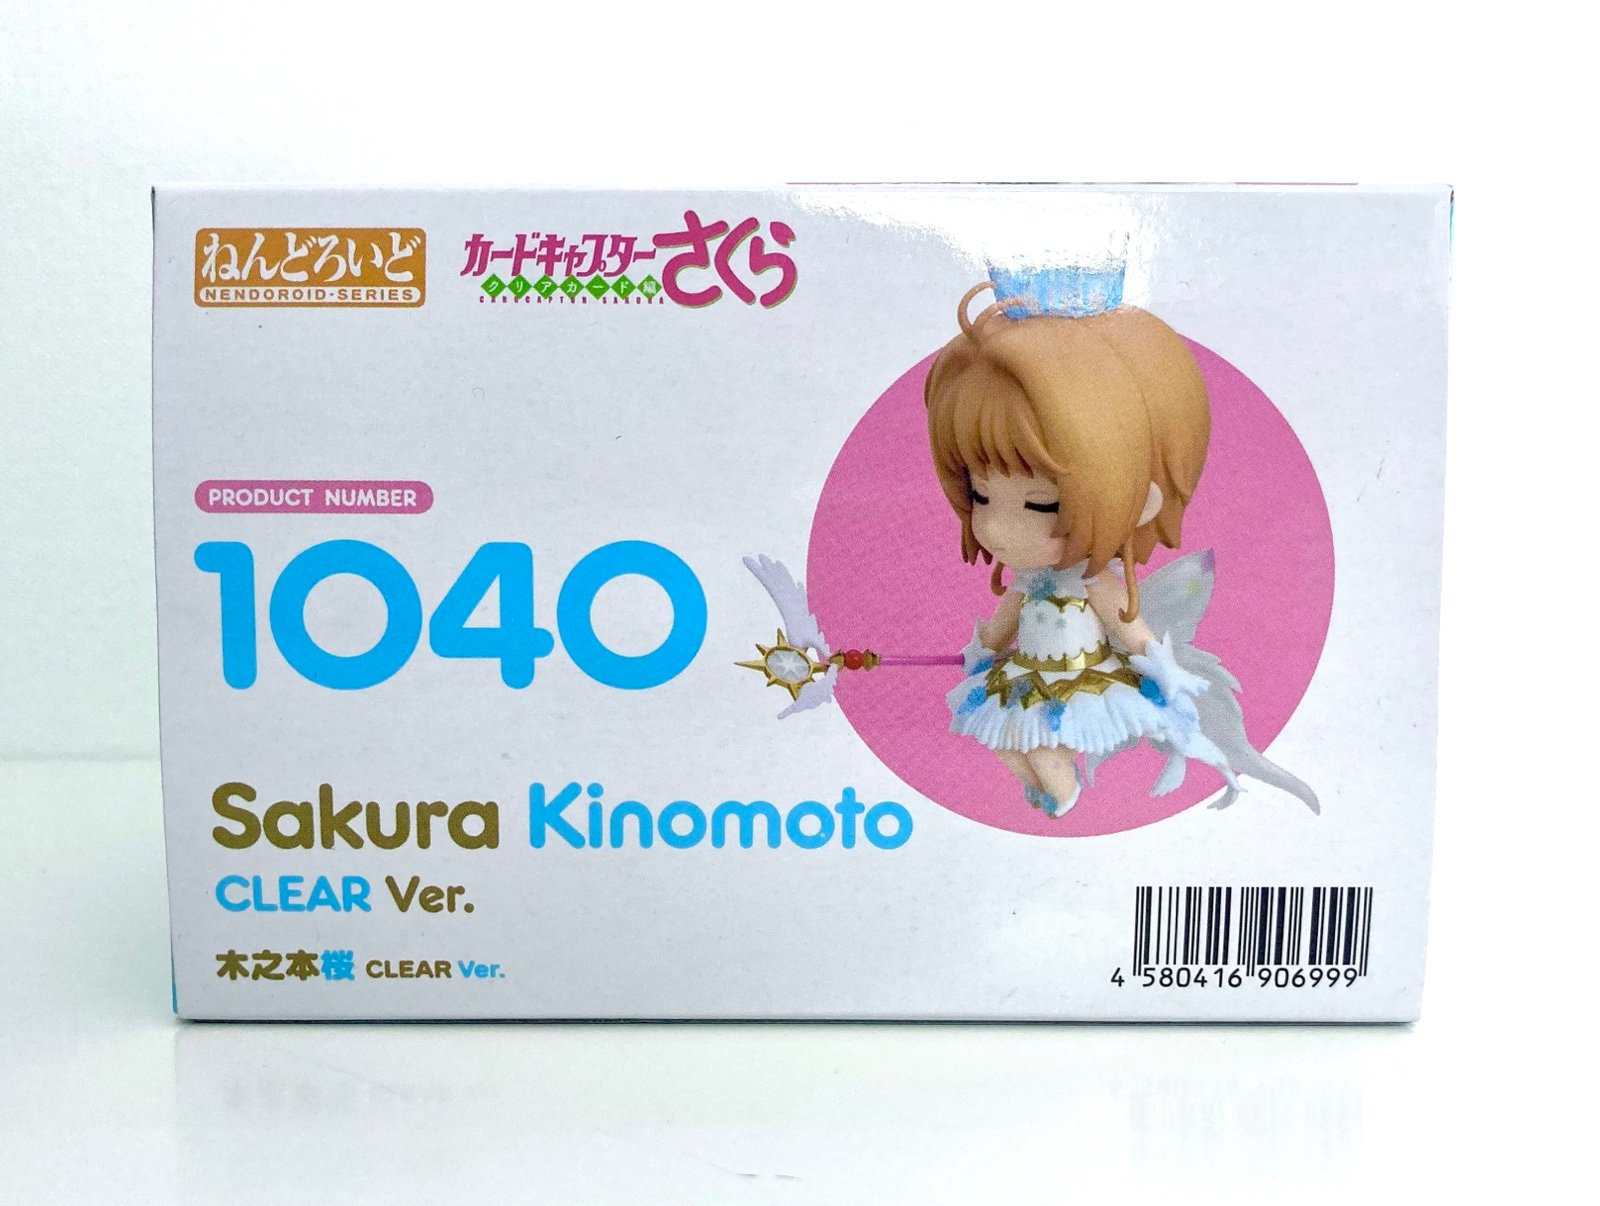 ねんどろいど
NENDOROID-SERIES
カードキャプターさくら
クリアカード編
CARDCAPTOR SAKURA
PRODUCT NUMBER
1040
Sakura Kinomoto
CLEAR Ver.
木之本桜 CLEAR Ver.
4 580416 906999